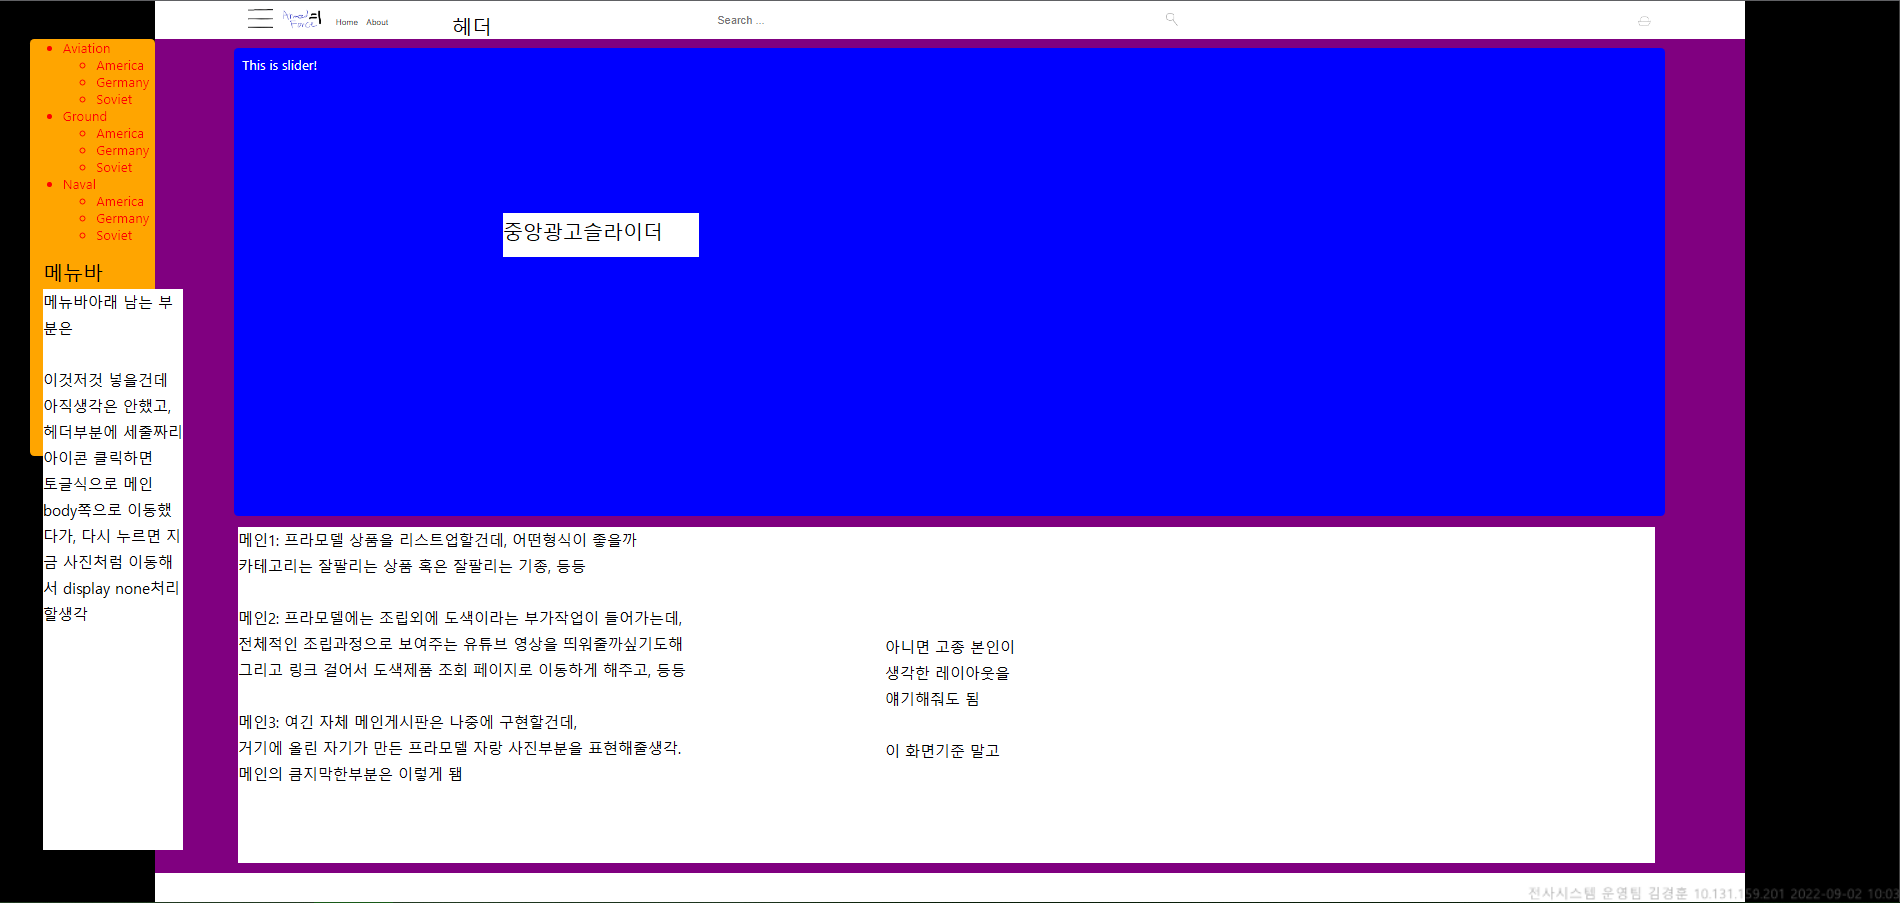 Armed의
Force
Home About
헤더
Search ...
Aviation
America
Germany
Soviet
Ground
America
Germany
Soviet
Naval
America
Germany
Soviet
메뉴바
메뉴바아래 남는 부
분은
이것저것 넣을건데
아직생각은 안했고,
헤더부분에 세줄짜리
아이콘 클릭하면
토글식으로 메인
body쪽으로 이동했
다가, 다시 누르면 지
금 사진처럼 이동해
서 display none처리
할생각
This is slider!
중앙광고슬라이더
메인1: 프라모델 상품을 리스트업할건데, 어떤형식이 좋을까
카테고리는 잘팔리는 상품 혹은 잘팔리는 기종, 등등
메인2: 프라모델에는 조립외에 도색이라는 부가작업이 들어가는데,
전체적인 조립과정으로 보여주는 유튜브 영상을 띄워줄까싶기도해
그리고 링크 걸어서 도색제품 조회 페이지로 이동하게 해주고, 등등
메인3: 여긴 자체 메인게시판은 나중에 구현할건데,
거기에 올린 자기가 만든 프라모델 자랑 사진부분을 표현해줄생각.
메인의 큼지막한부분은 이렇게 됌
아니면 고종 본인이
생각한 레이아웃을
얘기해줘도 됨
이 화면기준 말고
전사시스템 운영팀 김경훈 10.131.159.201 2022-09-02 10:03